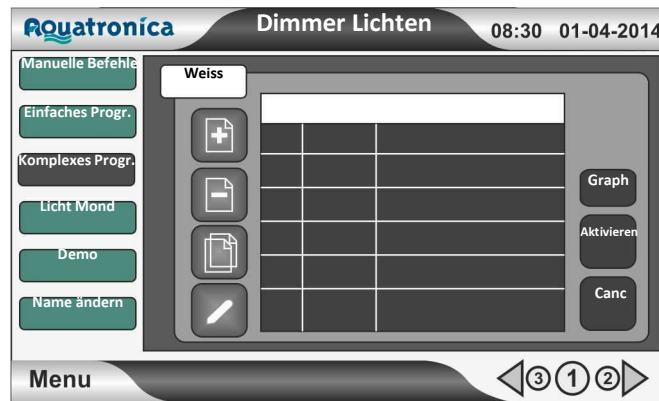 Aquatronica
Dimmer Lichten
08:30 01-04-2014
Manuelle Befehle
Einfaches Progr.
Komplexes Progr.
Licht Mond
Demo
Name ändern
Weiss
Graph
Aktivieren
Canc
Menu
3 1 2